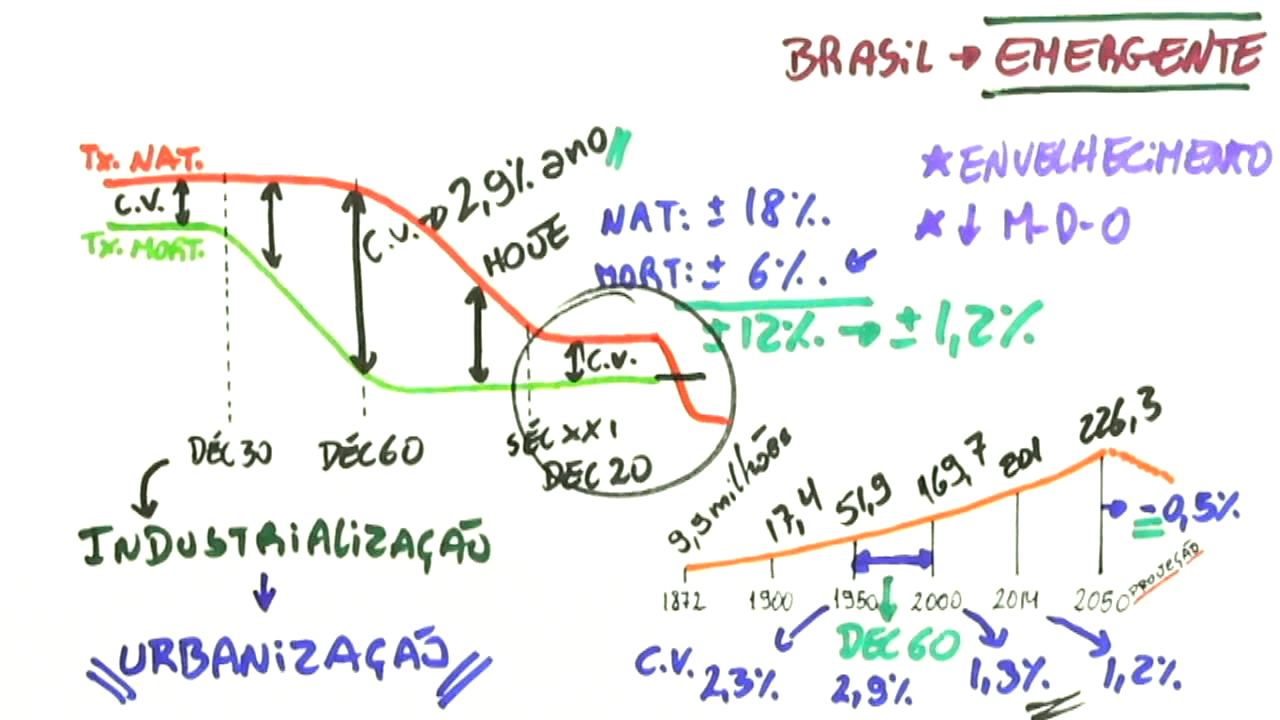 BRASIL → EMERGENTE
★ ENVELHECIMENTO
★ ↓ M-D-O
TX. NAT.
C.V.
TX. MORT.
C.V. → 2,9% ano
HOJE
NAT: ± 18‰.
MORT: ± 6‰.
± 12‰ → ± 1,2%
C.V.
DÉC 30
DÉC 60
SÉC XXI
DEC 20
INDUSTRIALIZAÇÃO
URBANIZAÇÃO
9,9 milhões
17,4
51,9
169,7
201
226,3
-0,5%
1872
1900
1950
2000
2014
2050
PROJEÇÃO
DÉC 60
C.V. 2,3%
2,9%
1,3%
1,2%